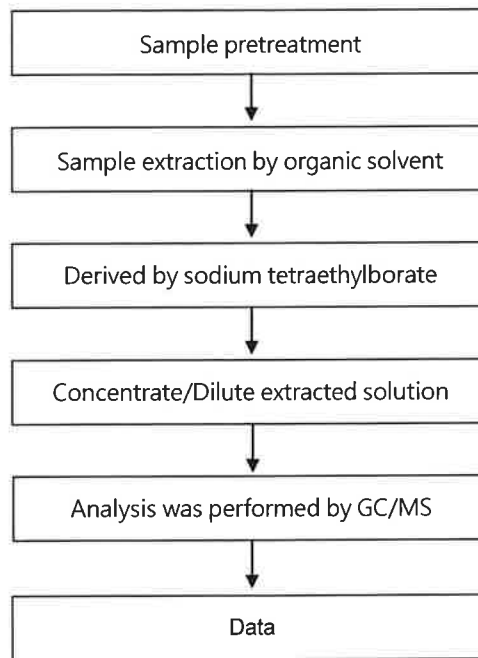 Sample pretreatment
Sample extraction by organic solvent
Derived by sodium tetraethylborate
Concentrate/Dilute extracted solution
Analysis was performed by GC/MS
Data